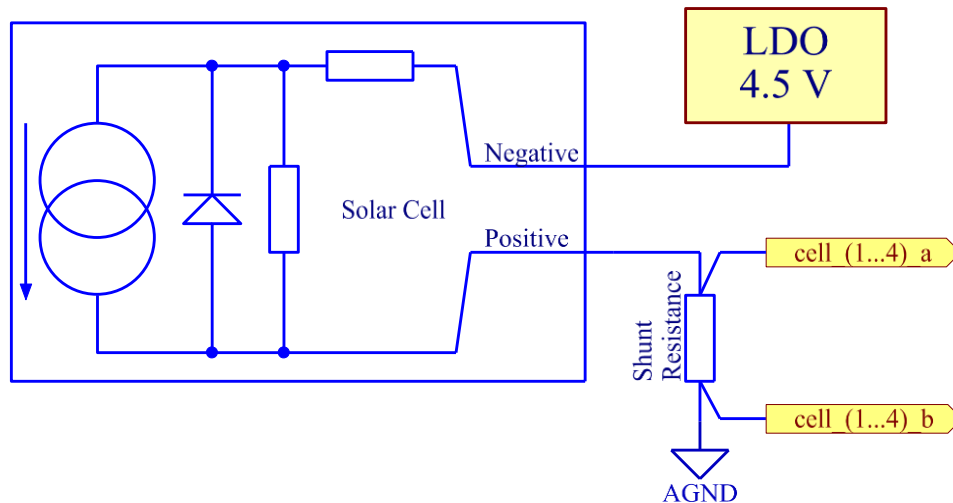 LDO
4.5 V
Negative
Solar Cell
Positive
cell_(1...4)_a
Shunt
Resistance
cell_(1...4)_b
AGND